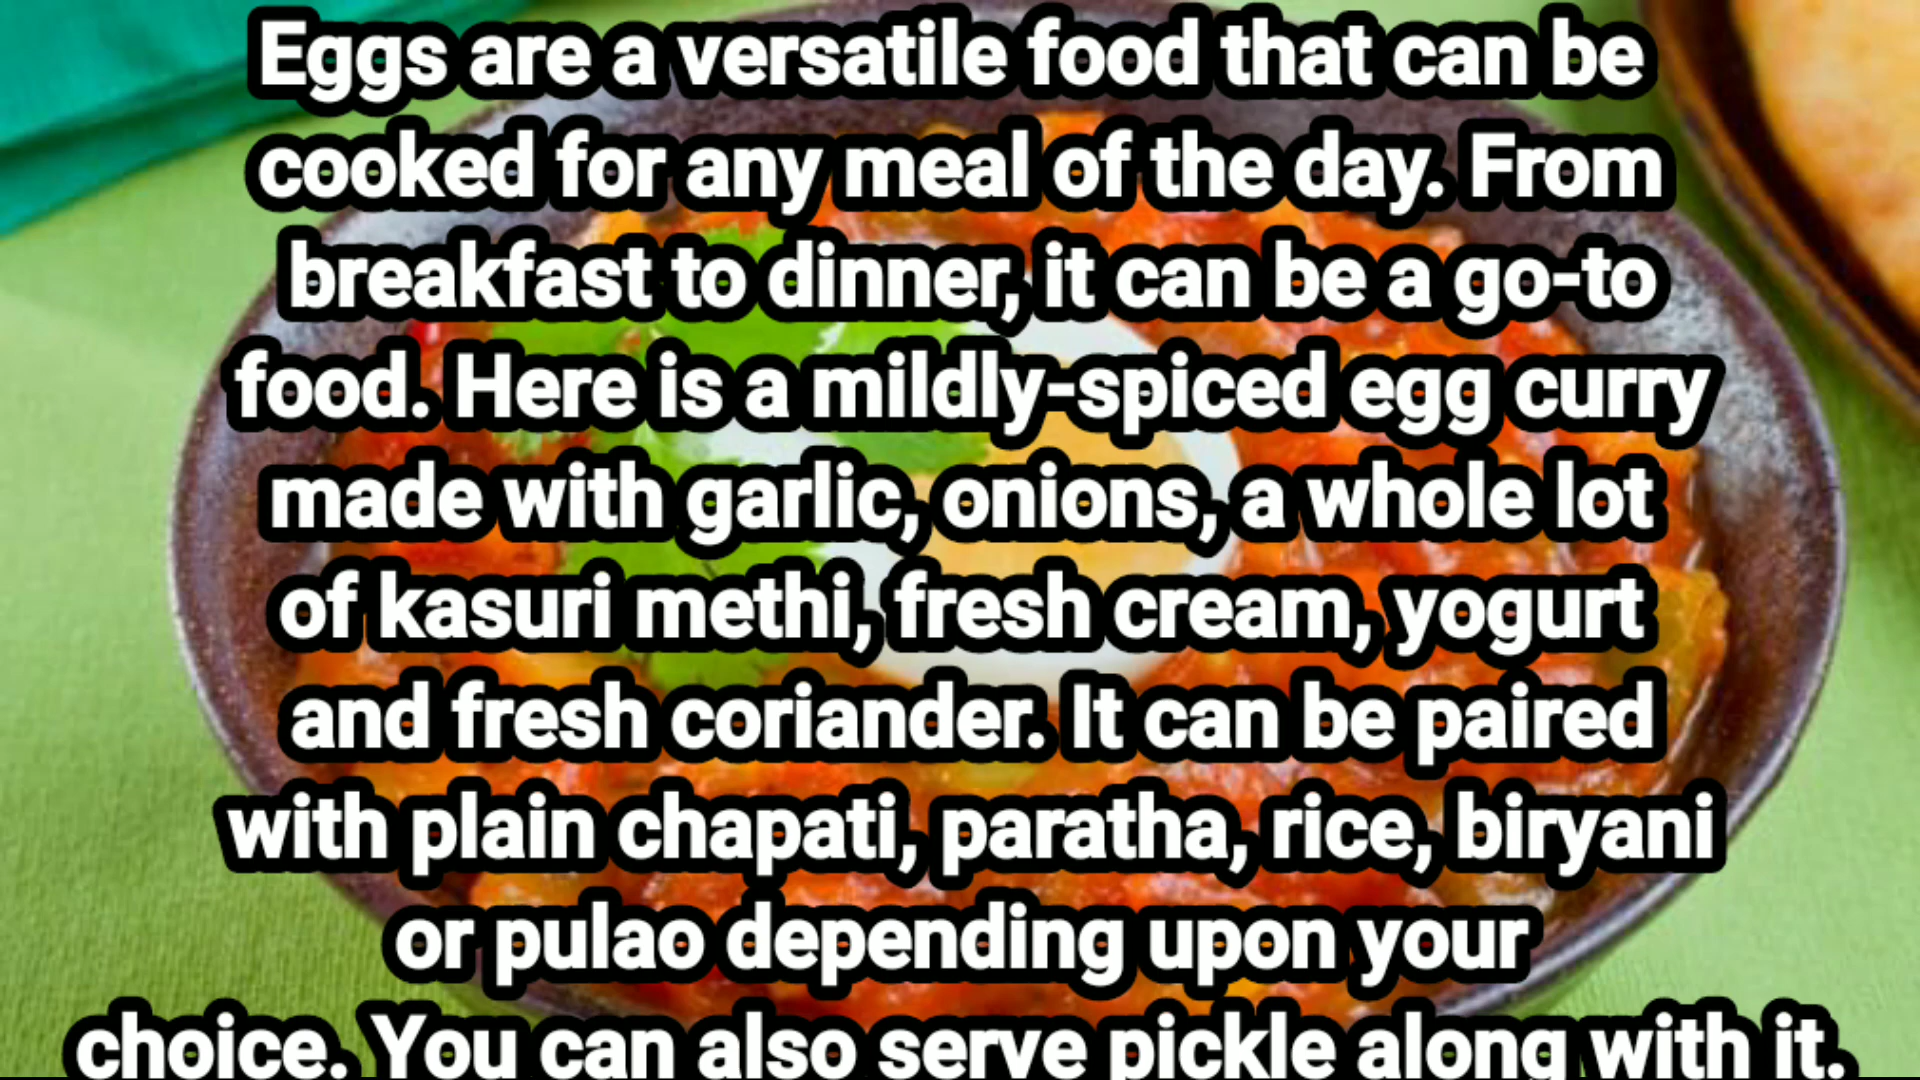 Eggs are a versatile food that can be
cooked for any meal of the day. From
breakfast to dinner, it can be a go-to
food. Here is a mildly-spiced egg curry
made with garlic, onions, a whole lot
of kasuri methi, fresh cream, yogurt
and fresh coriander. It can be paired
with plain chapati, paratha, rice, biryani
or pulao depending upon your
choice. You can also serve pickle along with it.